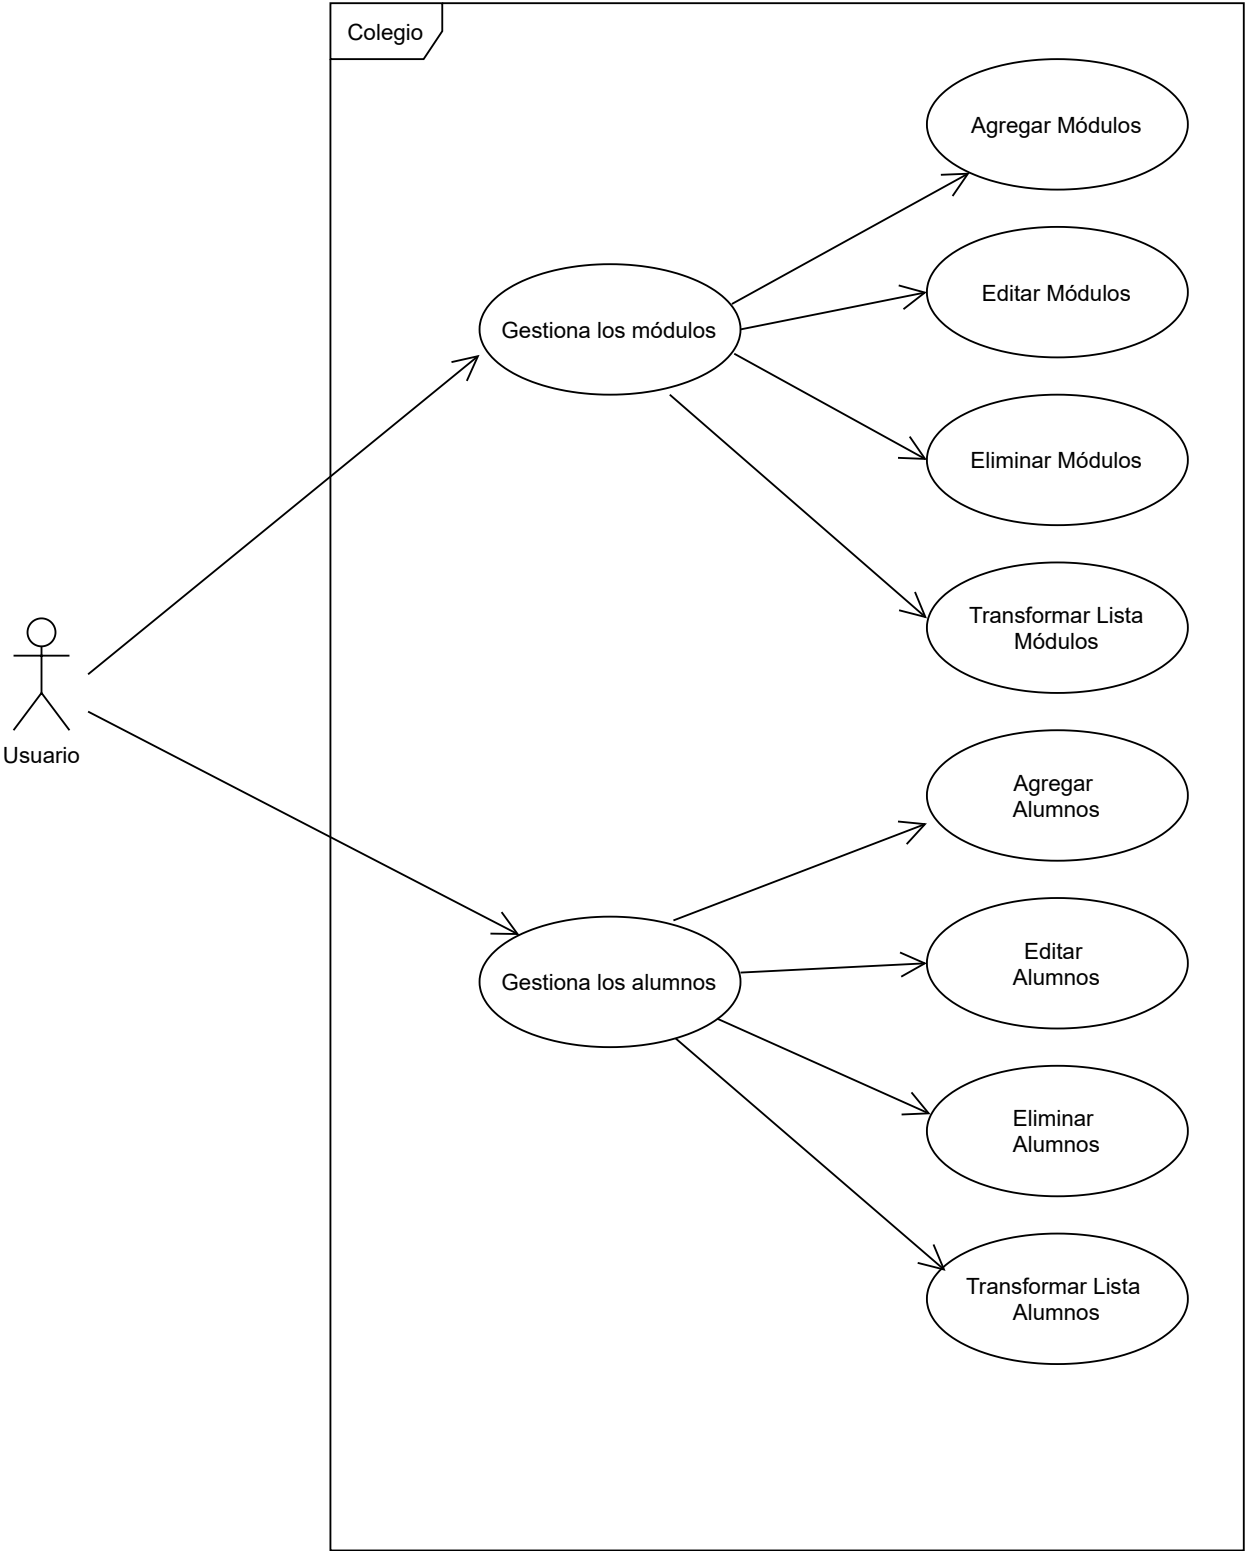 Colegio
Agregar Módulos
Editar Módulos
Gestiona los módulos
Eliminar Módulos
Transformar Lista
Módulos
Usuario
Agregar
Alumnos
Editar
Alumnos
Gestiona los alumnos
Eliminar
Alumnos
Transformar Lista
Alumnos